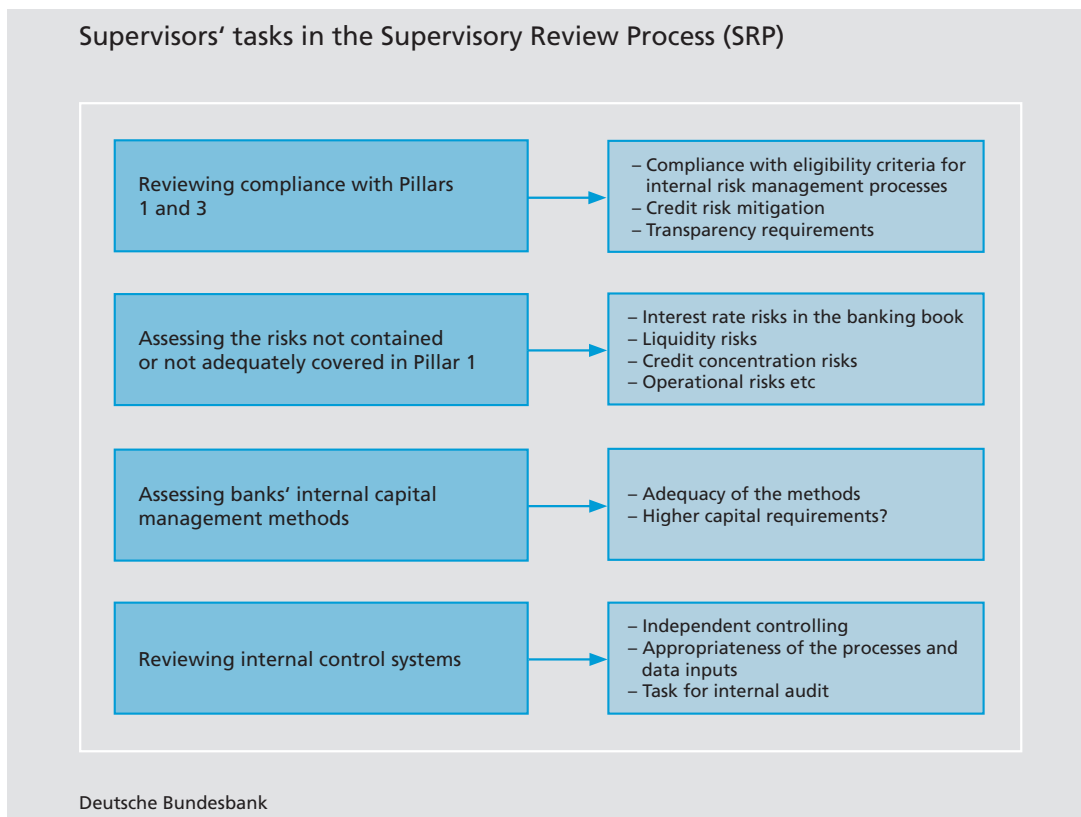 Supervisors‘ tasks in the Supervisory Review Process (SRP)
Reviewing compliance with Pillars
1 and 3
– Compliance with eligibility criteria for
internal risk management processes
– Credit risk mitigation
– Transparency requirements
Assessing the risks not contained
or not adequately covered in Pillar 1
– Interest rate risks in the banking book
– Liquidity risks
– Credit concentration risks
– Operational risks etc
Assessing banks‘ internal capital
management methods
– Adequacy of the methods
– Higher capital requirements?
Reviewing internal control systems
– Independent controlling
– Appropriateness of the processes and
data inputs
– Task for internal audit
Deutsche Bundesbank